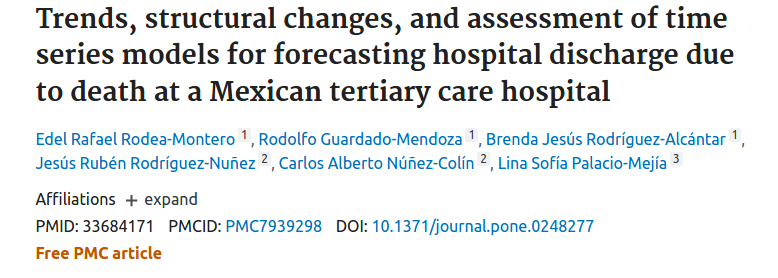 Trends, structural changes, and assessment of time
series models for forecasting hospital discharge due
to death at a Mexican tertiary care hospital
Edel Rafael Rodea-Montero 1, Rodolfo Guardado-Mendoza 1, Brenda Jesús Rodríguez-Alcántar 1,
Jesús Rubén Rodríguez-Nuñez 2, Carlos Alberto Núñez-Colín 2, Lina Sofía Palacio-Mejía 3
Affiliations + expand
PMID: 33684171 PMCID: PMC7939298 DOI: 10.1371/journal.pone.0248277
Free PMC article